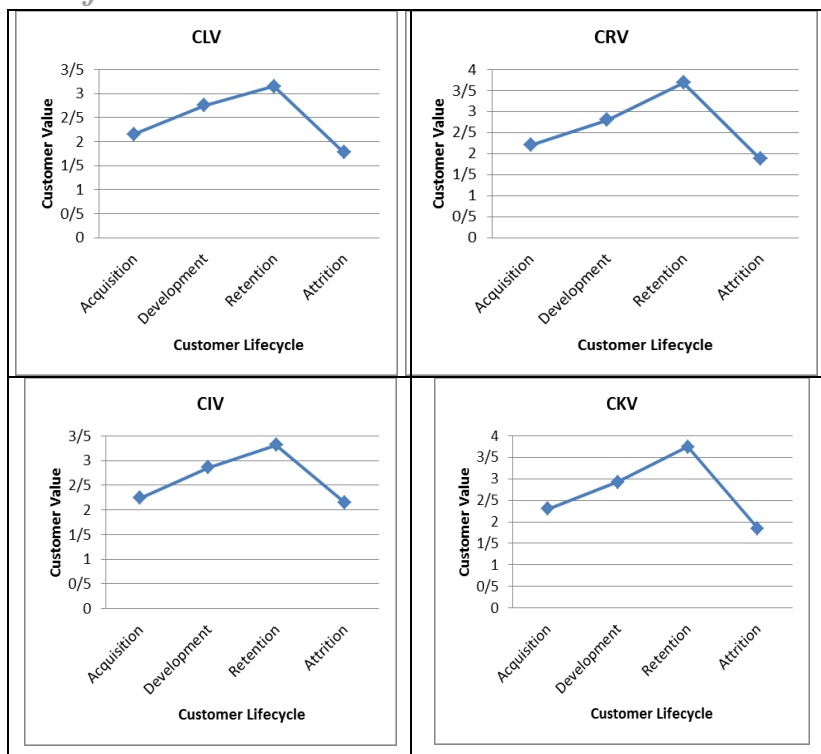 CLV
3/5
3
2/5
2
1/5
1
0/5
0
Customer Value
Acquisition
Development
Retention
Attrition
Customer Lifecycle
CRV
4
3/5
3
2/5
2
1/5
1
0/5
0
Customer Value
Acquisition
Development
Retention
Attrition
Customer Lifecycle
CIV
3/5
3
2/5
2
1/5
1
0/5
0
Customer Value
Acquisition
Development
Retention
Attrition
Customer Lifecycle
CKV
4
3/5
3
2/5
2
1/5
1
0/5
0
Customer Value
Acquisition
Development
Retention
Attrition
Customer Lifecycle